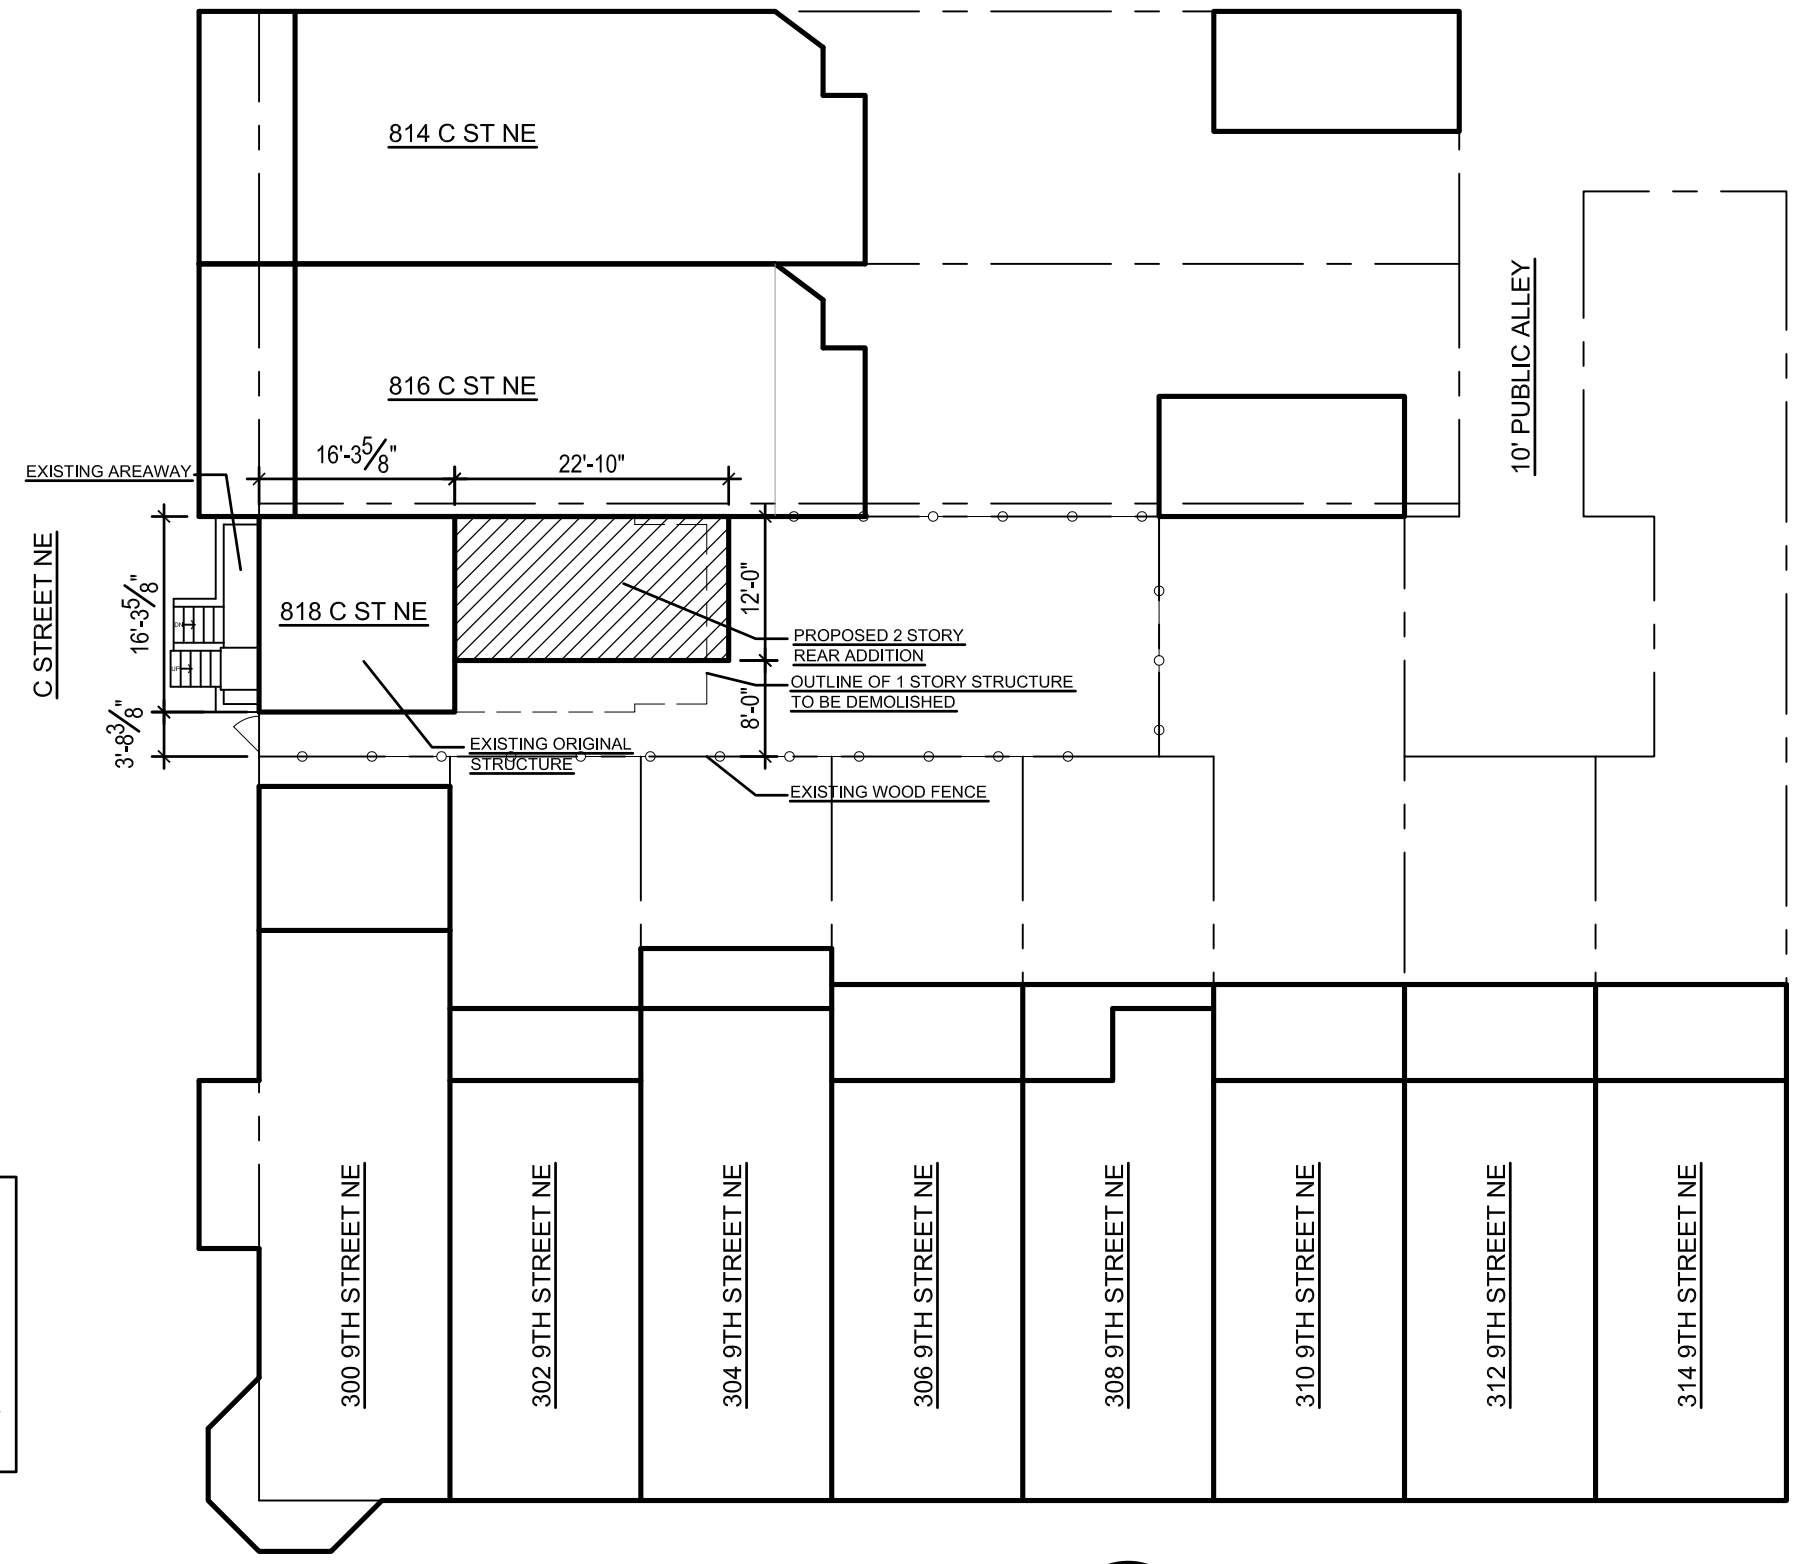 814 C ST NE
816 C ST NE
10' PUBLIC ALLEY
16'-3 5/8"
22'-10"
EXISTING AREAWAY
C STREET NE
16'-3 5/8"
3'-8 3/8"
DN
UP
818 C ST NE
12'-0"
8'-0"
PROPOSED 2 STORY
REAR ADDITION
OUTLINE OF 1 STORY STRUCTURE
TO BE DEMOLISHED
EXISTING ORIGINAL
STRUCTURE
EXISTING WOOD FENCE
300 9TH STREET NE
302 9TH STREET NE
304 9TH STREET NE
306 9TH STREET NE
308 9TH STREET NE
310 9TH STREET NE
312 9TH STREET NE
314 9TH STREET NE